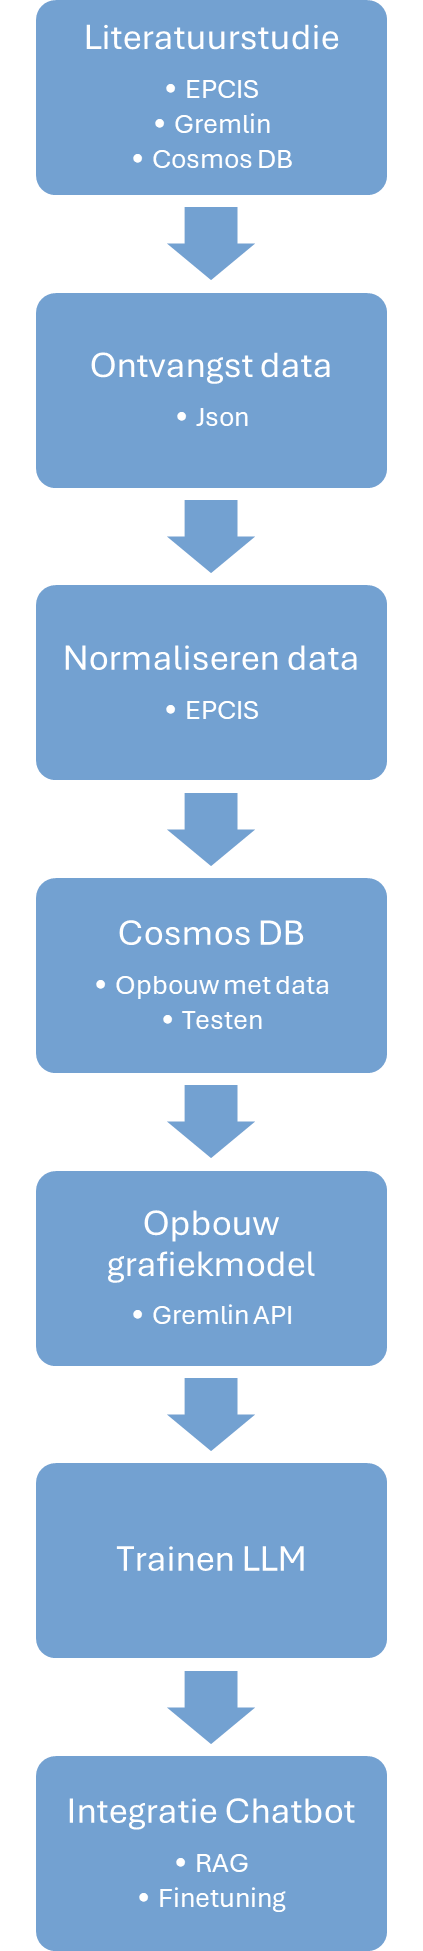 Literatuurstudie
• EPCIS
• Gremlin
• Cosmos DB
Ontvangst data
• Json
Normaliseren data
• EPCIS
Cosmos DB
• Opbouw met data
• Testen
Opbouw
grafiekmodel
• Gremlin API
Trainen LLM
Integratie Chatbot
• RAG
• Finetuning